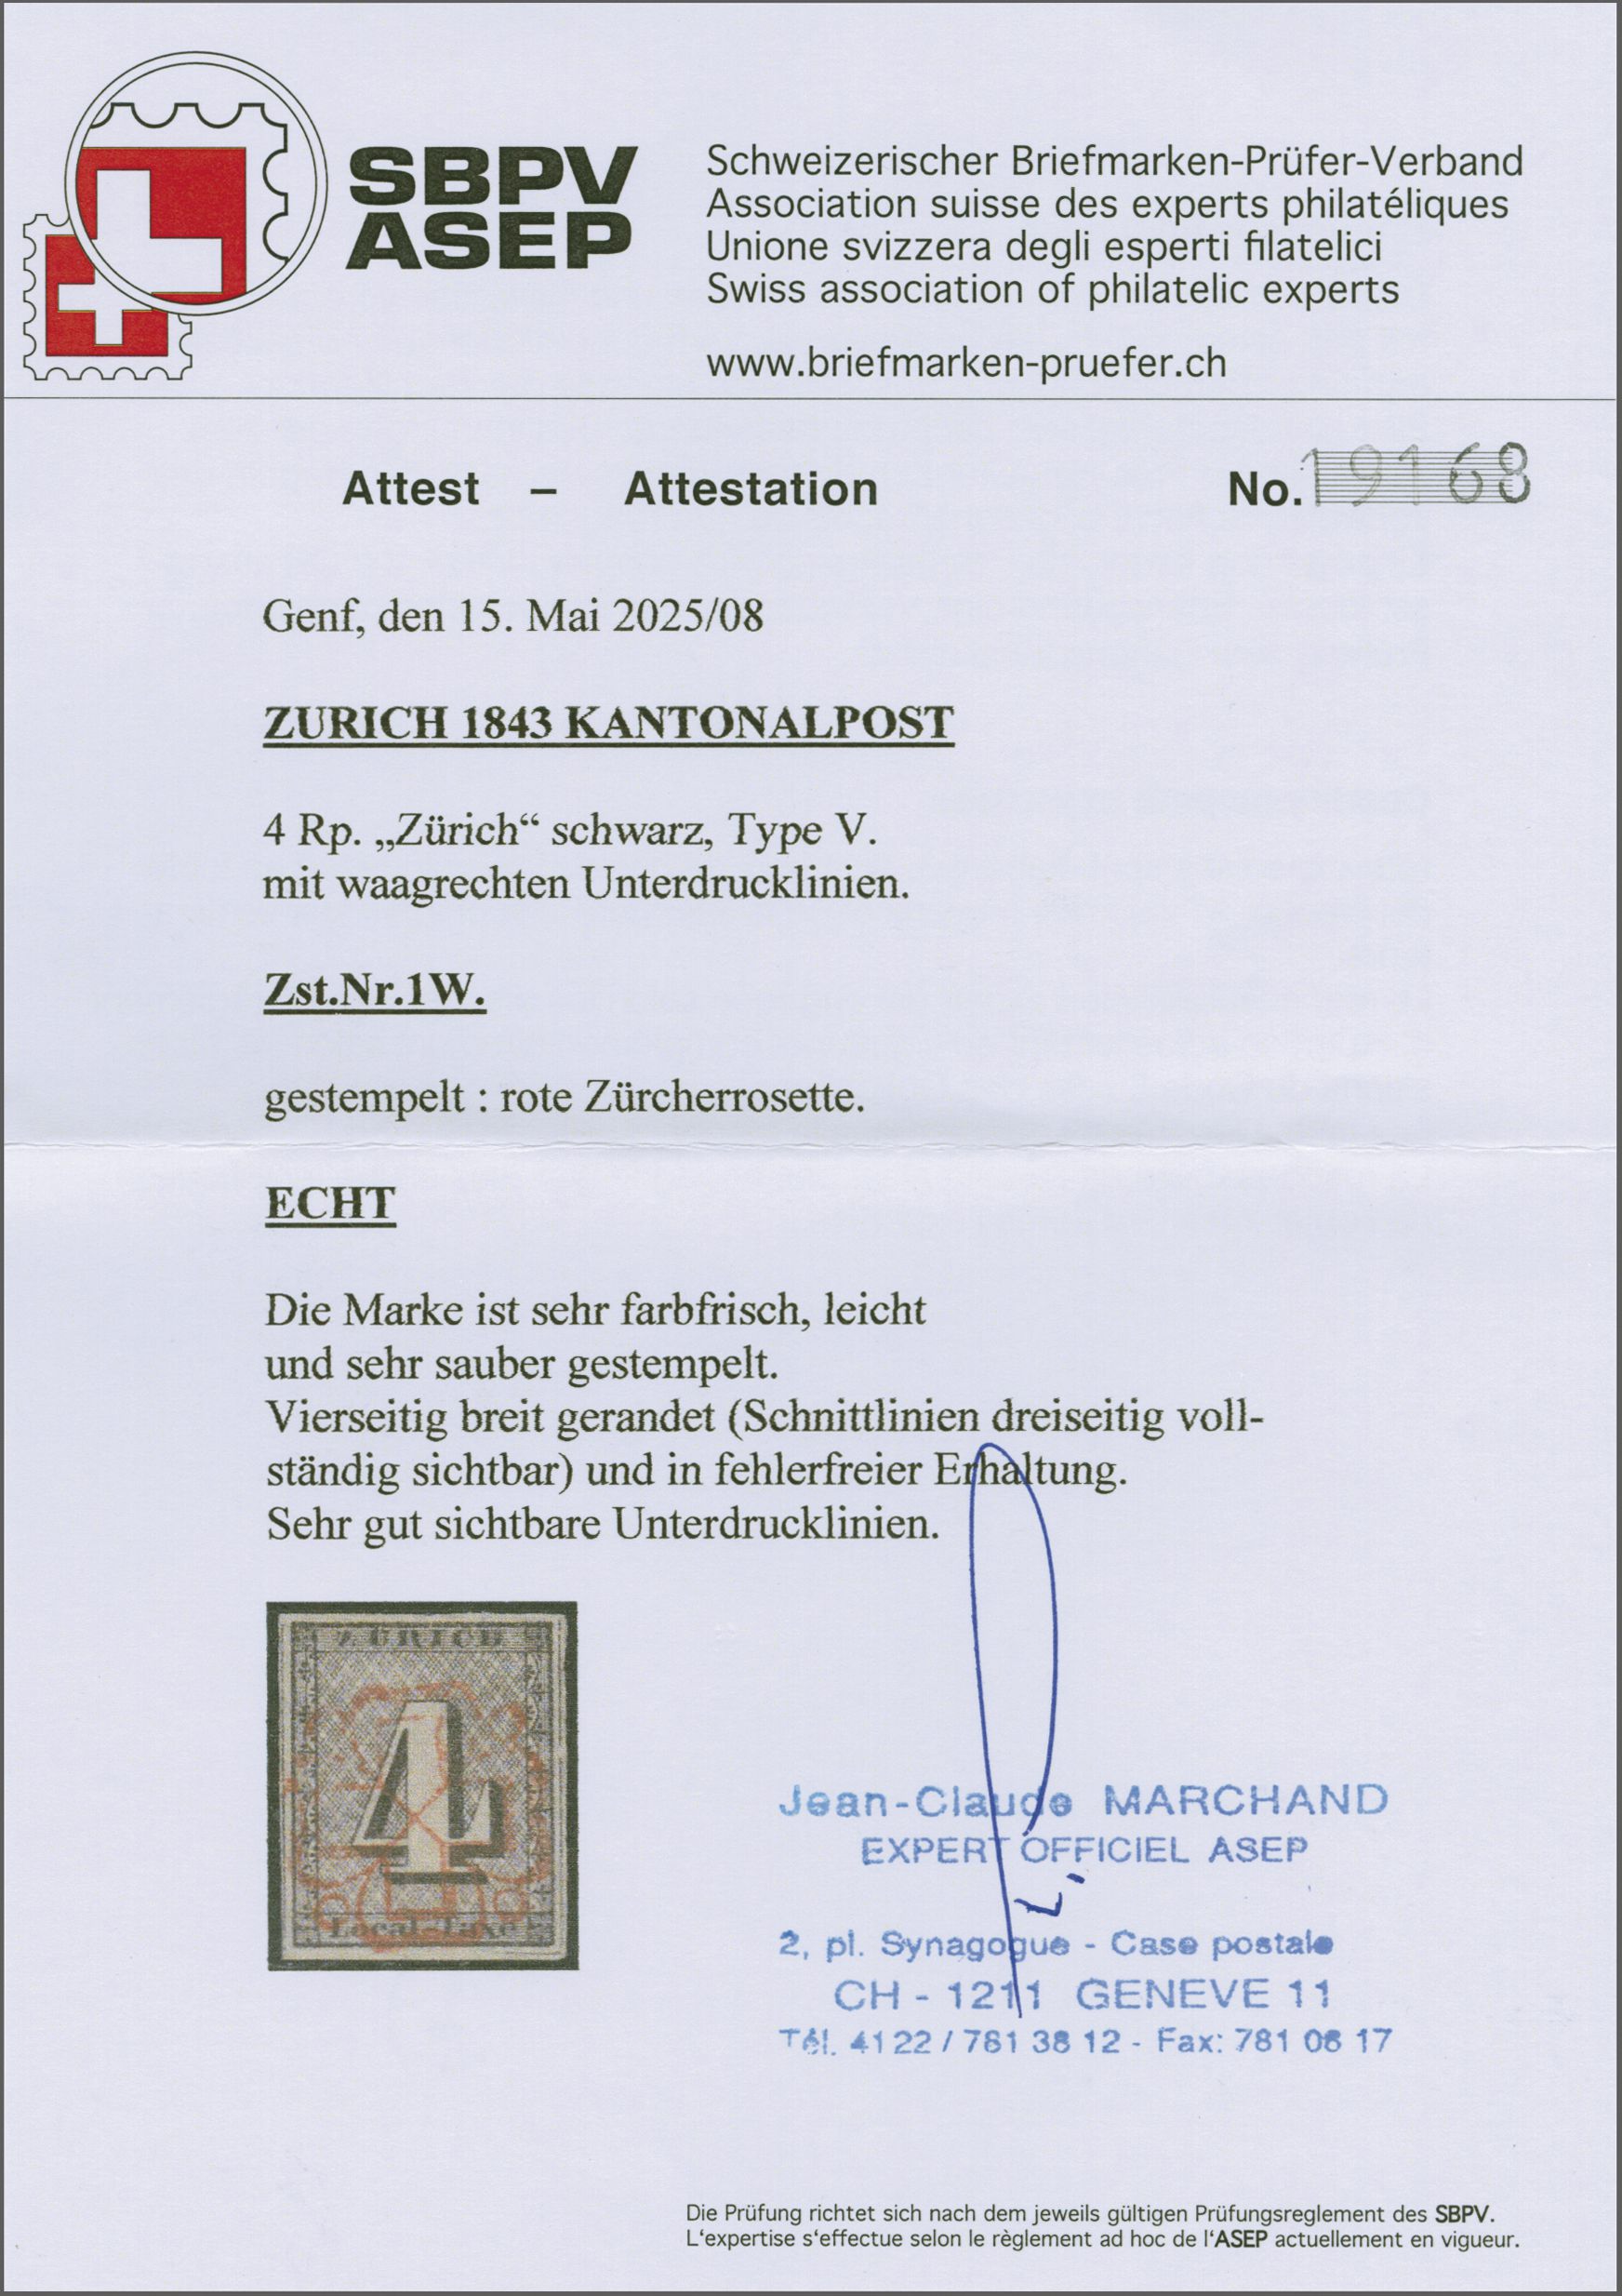 SBPV
ASEP
Schweizerischer Briefmarken-Prüfer-Verband
Association suisse des experts philatéliques
Unione svizzera degli esperti filatelici
Swiss association of philatelic experts
www.briefmarken-pruefer.ch
Attest – Attestation No. 19168
Genf, den 15. Mai 2025/08
ZURICH 1843 KANTONALPOST
4 Rp. „Zürich“ schwarz, Type V.
mit waagrechten Unterdrucklinien.
Zst.Nr.1W.
gestempelt : rote Zürcherrosette.
ECHT
Die Marke ist sehr farbfrisch, leicht
und sehr sauber gestempelt.
Vierseitig breit gerandet (Schnittlinien dreiseitig voll-
ständig sichtbar) und in fehlerfreier Erhaltung.
Sehr gut sichtbare Unterdrucklinien.
ZÜRICH
4
Local-Taxe
Jean-Claude MARCHAND
EXPERT OFFICIEL ASEP
2, pl. Synagogue - Case postale
CH - 1211 GENEVE 11
Tél. 41 22 / 781 38 12 - Fax: 781 08 17
Die Prüfung richtet sich nach dem jeweils gültigen Prüfungsreglement des SBPV.
L‘expertise s‘effectue selon le règlement ad hoc de l‘ASEP actuellement en vigueur.